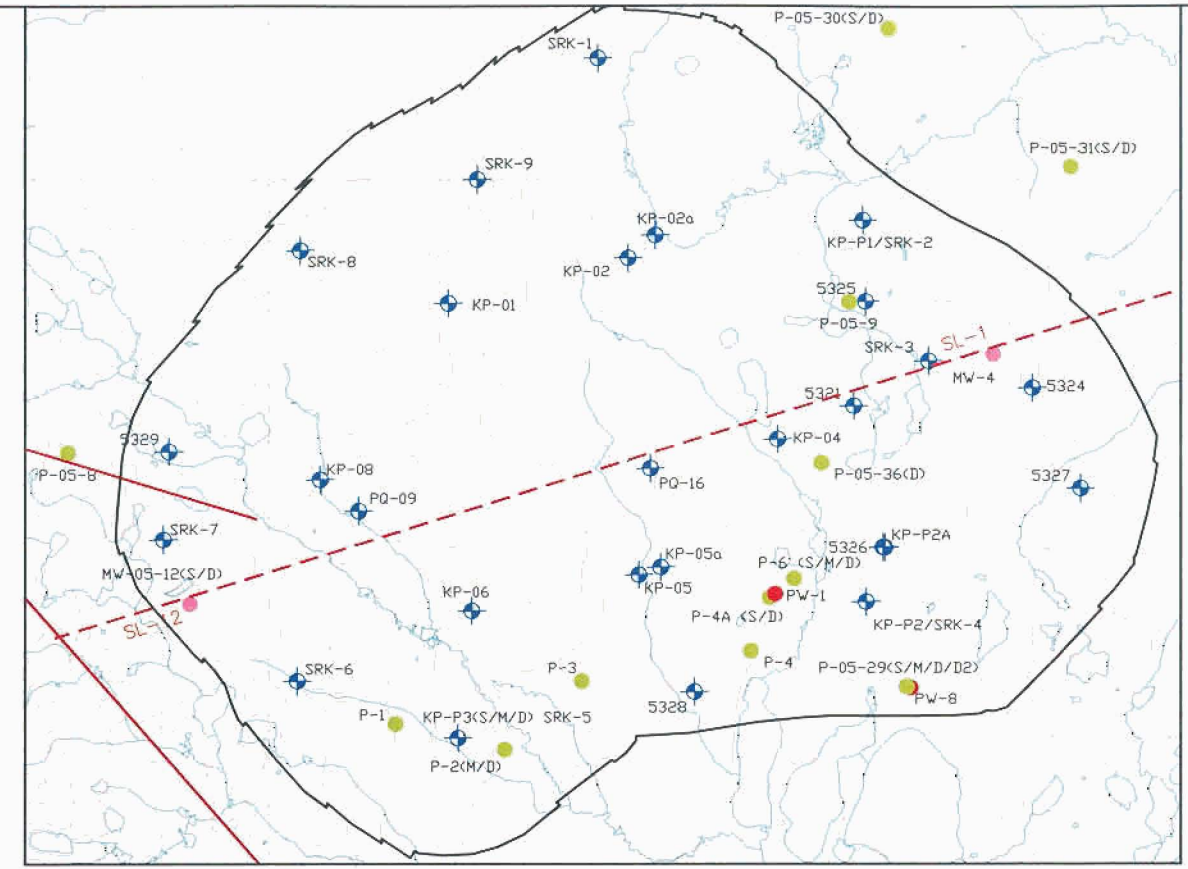 P-05-30(S/D)
SRK-1
P-05-31(S/D)
SRK-9
KP-02a
KP-P1/SRK-2
SRK-8
KP-02
5325
KP-01
P-05-9
SRK-3
SL-1
MW-4
5324
5321
KP-04
5329
P-05-8
KP-08
PQ-16
P-05-36(D)
5327
PQ-09
SRK-7
KP-P2A
5326
KP-05a
P-6 (S/M/D)
MW-05-12(S/D)
KP-05
KP-06
PW-1
P-4A (S/D)
SL-12
KP-P2/SRK-4
P-4
P-05-29(S/M/D/D2)
SRK-6
P-3
PW-8
5328
P-1
KP-P3(S/M/D) SRK-5
P-2(M/D)